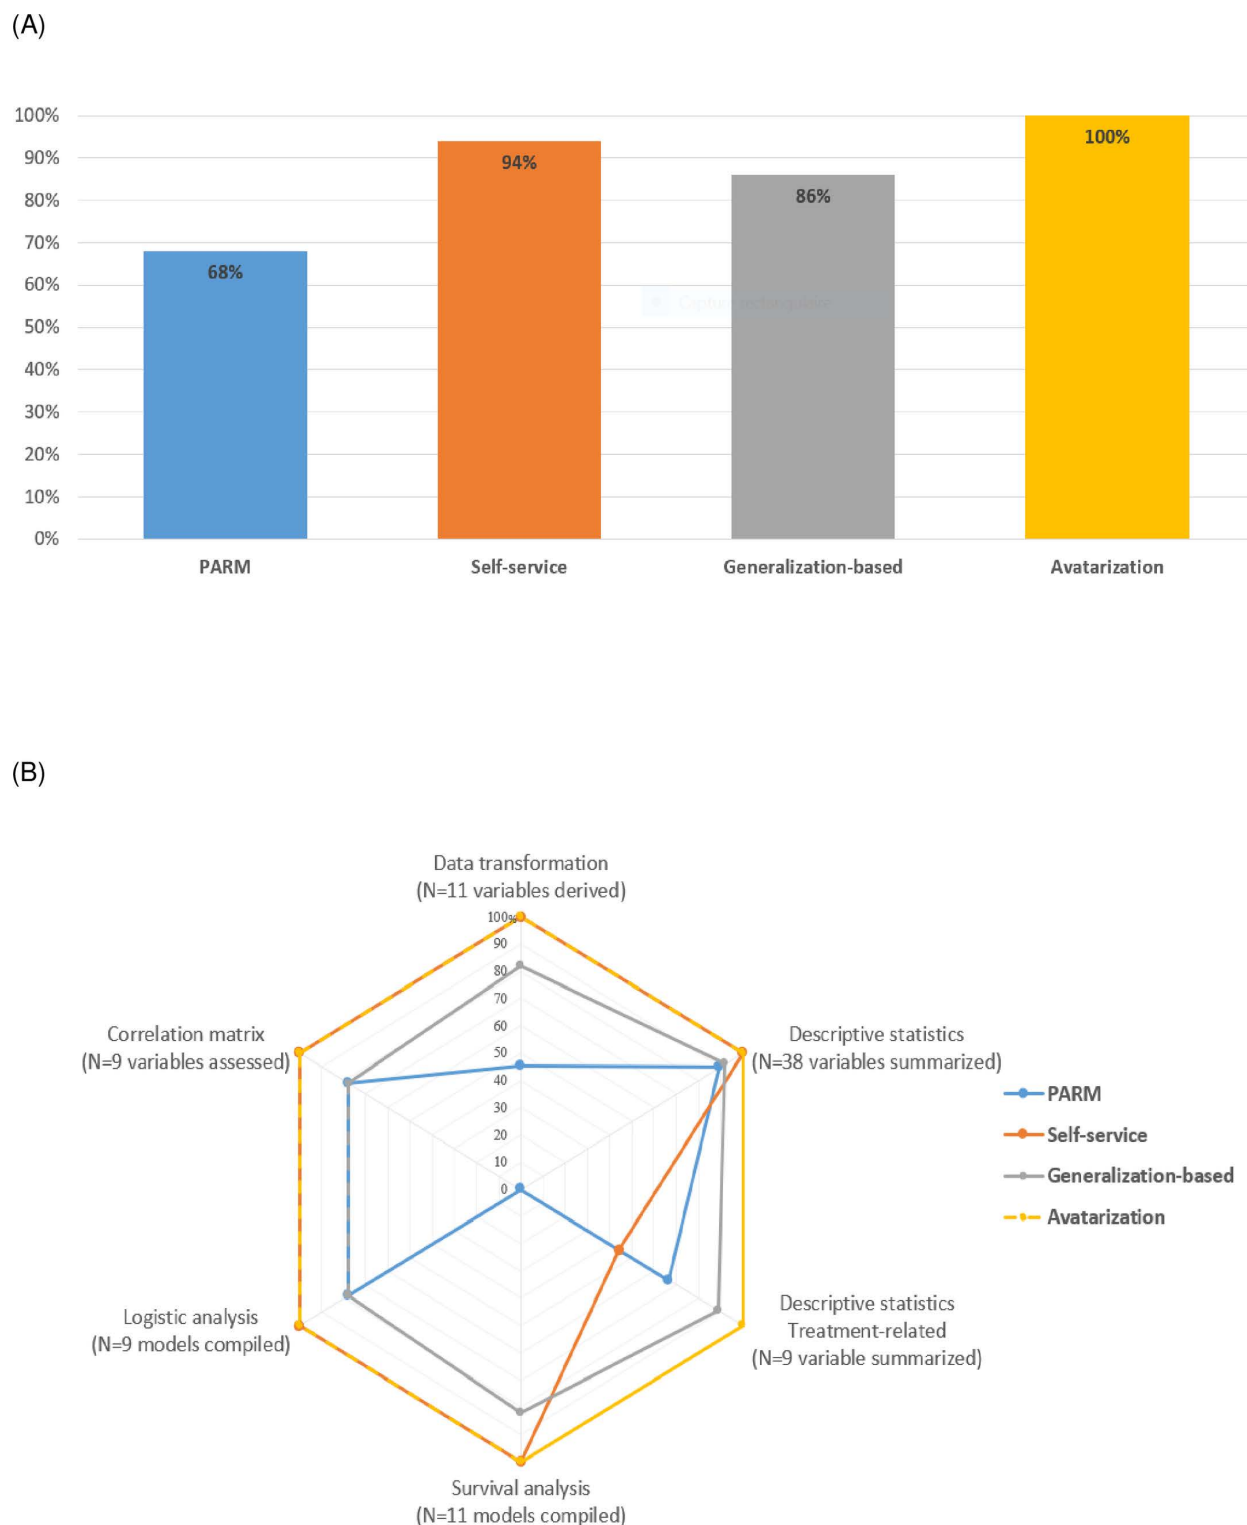 (A)
100%
90%
80%
70%
60%
50%
40%
30%
20%
10%
0%
68%
94%
86%
100%
PARM
Self-service
Generalization-based
Avatarization
(B)
Data transformation
(N=11 variables derived)
100%
90
80
70
60
50
40
30
20
10
0
Correlation matrix
(N=9 variables assessed)
Descriptive statistics
(N=38 variables summarized)
PARM
Self-service
Generalization-based
Avatarization
Logistic analysis
(N=9 models compiled)
Descriptive statistics
Treatment-related
(N=9 variable summarized)
Survival analysis
(N=11 models compiled)